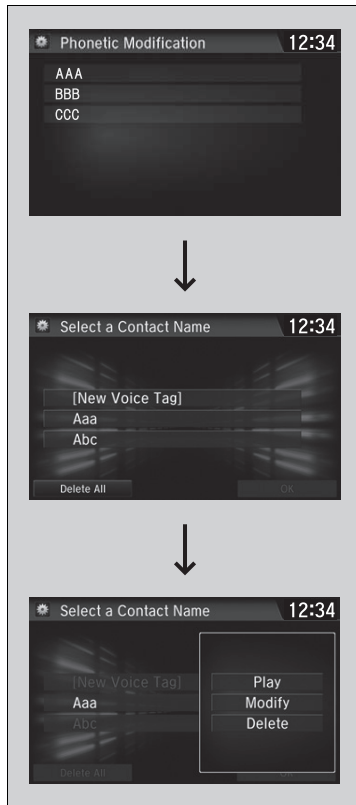 Phonetic Modification 12:34
AAA
BBB
CCC
Select a Contact Name 12:34
[New Voice Tag]
Aaa
Abc
Delete All OK
Select a Contact Name 12:34
[New Voice Tag] Play
Aaa Modify
Abc Delete
Delete All OK